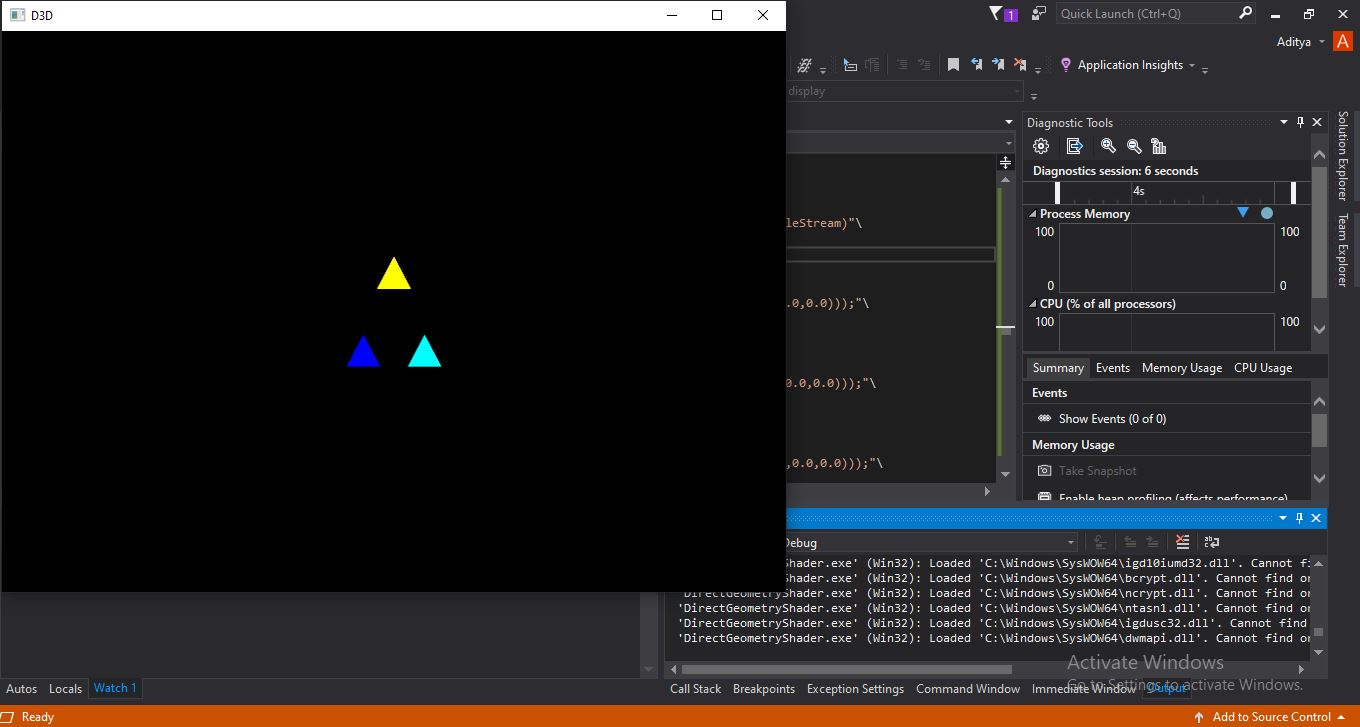 D3D
1
Quick Launch (Ctrl+Q)
Aditya
A
Application Insights
display
Diagnostic Tools
Solution Explorer
Team Explorer
Diagnostics session: 6 seconds
4s
Process Memory
100
100
0
0
CPU (% of all processors)
100
100
Summary Events Memory Usage CPU Usage
Events
Show Events (0 of 0)
Memory Usage
Take Snapshot
Enable heap profiling (affects performance)
leStream)"\
.0,0.0)));"\
0.0,0.0)));"\
,0.0,0.0)));"\
Debug
Shader.exe' (Win32): Loaded 'C:\Windows\SysWOW64\igd10iumd32.dll'. Cannot fi
Shader.exe' (Win32): Loaded 'C:\Windows\SysWOW64\bcrypt.dll'. Cannot find or
'DirectGeometryShader.exe' (Win32): Loaded 'C:\Windows\SysWOW64\ncrypt.dll'. Cannot find or
'DirectGeometryShader.exe' (Win32): Loaded 'C:\Windows\SysWOW64\ntasn1.dll'. Cannot find or
'DirectGeometryShader.exe' (Win32): Loaded 'C:\Windows\SysWOW64\igdusc32.dll'. Cannot find
'DirectGeometryShader.exe' (Win32): Loaded 'C:\Windows\SysWOW64\dwmapi.dll'. Cannot find or
Activate Windows
Go to Settings to activate Windows.
Autos Locals Watch 1
Call Stack Breakpoints Exception Settings Command Window Immediate Window Output
Ready
Add to Source Control